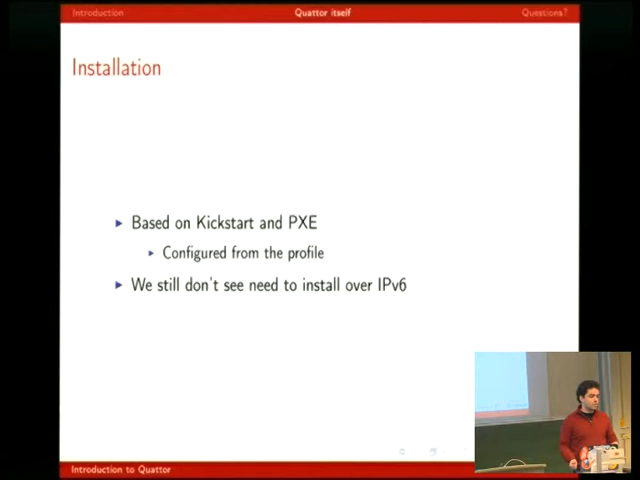 Introduction
Quattor itself
Questions?
Installation
Based on Kickstart and PXE
Configured from the profile
We still don't see need to install over IPv6
Introduction to Quattor